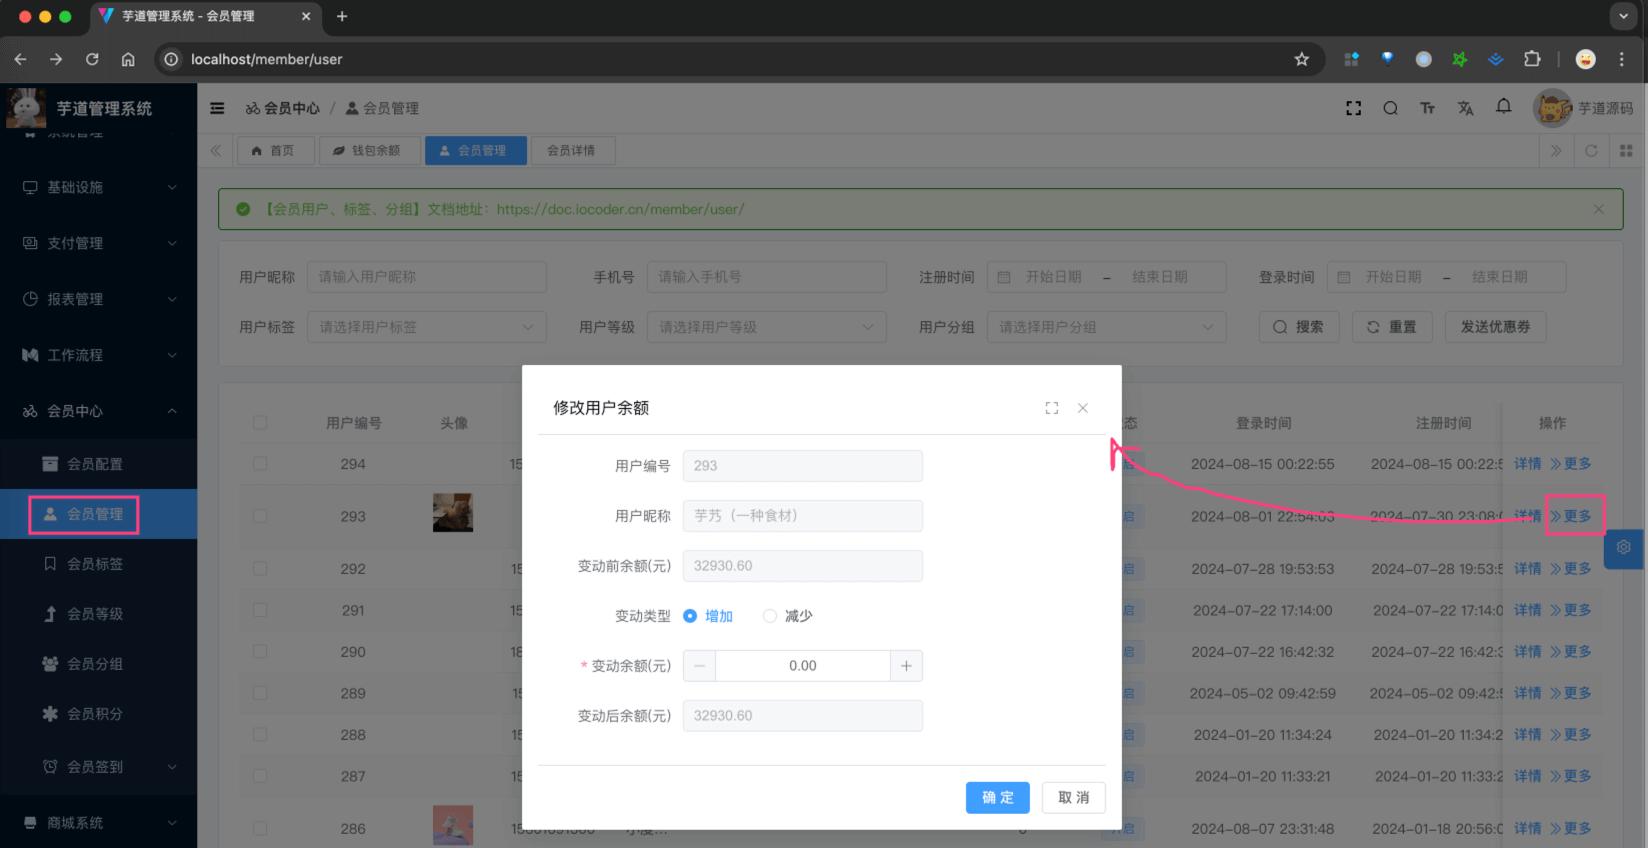 芋道管理系统 - 会员管理
localhost/member/user
芋道管理系统
会员中心 / 会员管理
芋道源码
系统管理
首页
钱包余额
会员管理
会员详情
基础设施
支付管理
报表管理
工作流程
会员中心
会员配置
会员管理
会员标签
会员等级
会员分组
会员积分
会员签到
商城系统
【会员用户、标签、分组】文档地址：https://doc.iocoder.cn/member/user/
用户昵称 请输入用户昵称 手机号 请输入手机号 注册时间 开始日期 - 结束日期 登录时间 开始日期 - 结束日期
用户标签 请选择用户标签 用户等级 请选择用户等级 用户分组 请选择用户分组 搜索 重置 发送优惠券
用户编号 头像 态 登录时间 注册时间 操作
294 15 启 2024-08-15 00:22:55 2024-08-15 00:22:5 详情 更多
293 启 2024-08-01 22:54:03 2024-07-30 23:08:0 详情 更多
292 15 启 2024-07-28 19:53:53 2024-07-28 19:53:5 详情 更多
291 15 启 2024-07-22 17:14:00 2024-07-22 17:14:0 详情 更多
290 18 启 2024-07-22 16:42:32 2024-07-22 16:42:3 详情 更多
289 15 启 2024-05-02 09:42:59 2024-05-02 09:42:5 详情 更多
288 15 启 2024-01-20 11:34:24 2024-01-20 11:34:2 详情 更多
287 15 启 2024-01-20 11:33:21 2024-01-20 11:33:2 详情 更多
286 2024-08-07 23:31:48 2024-01-18 20:56:0 详情 更多
修改用户余额
用户编号 293
用户昵称 芋艿（一种食材）
变动前余额(元) 32930.60
变动类型 增加 减少
* 变动余额(元) 0.00
变动后余额(元) 32930.60
确 定 取 消